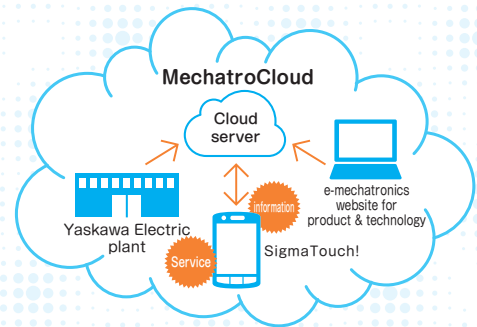 MechatroCloud
Cloud
server
Yaskawa Electric
plant
e-mechatronics
website for
product & technology
information
Service
SigmaTouch!